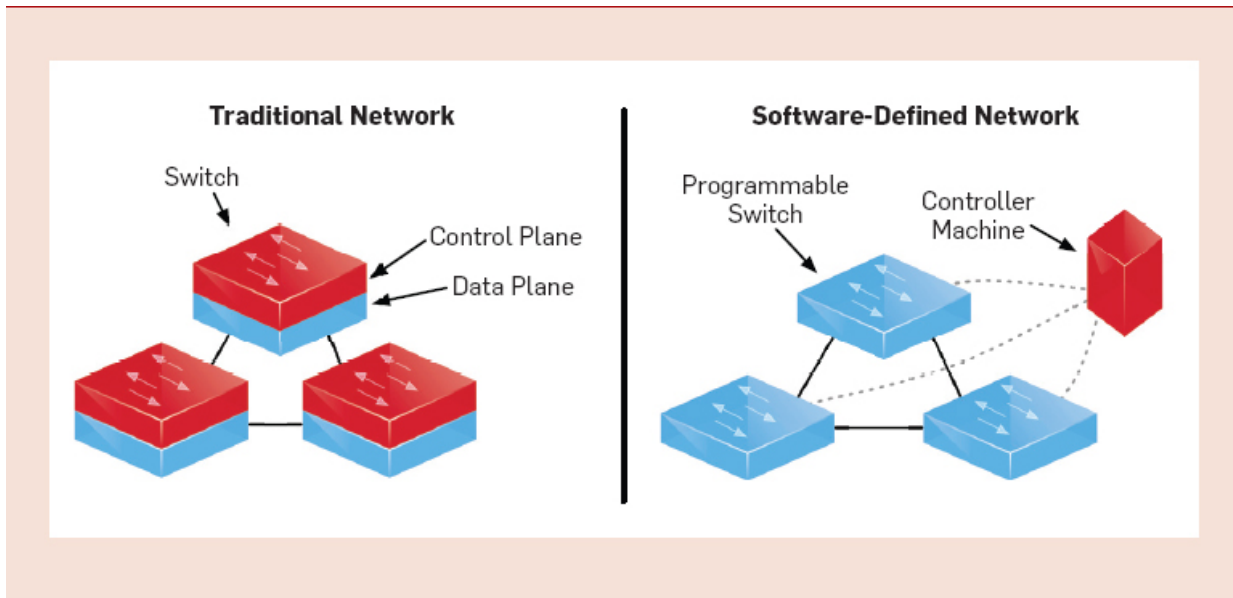 Traditional Network
Switch
Control Plane
Data Plane
Software-Defined Network
Programmable
Switch
Controller
Machine